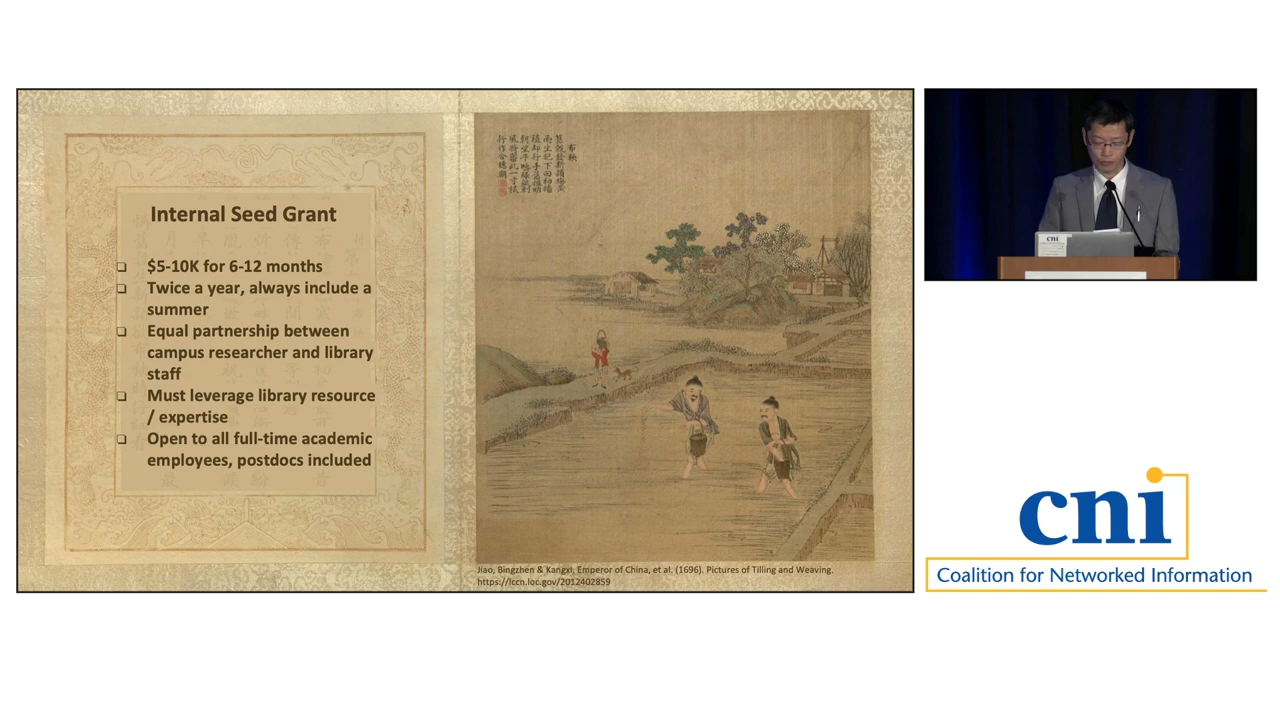 Internal Seed Grant
$5-10K for 6-12 months
Twice a year, always include a
summer
Equal partnership between
campus researcher and library
staff
Must leverage library resource
/ expertise
Open to all full-time academic
employees, postdocs included
布秧
Jiao, Bingzhen & Kangxi, Emperor of China, et al. (1696). Pictures of Tilling and Weaving.
https://lccn.loc.gov/2012402859
cni
cni
Coalition for Networked Information